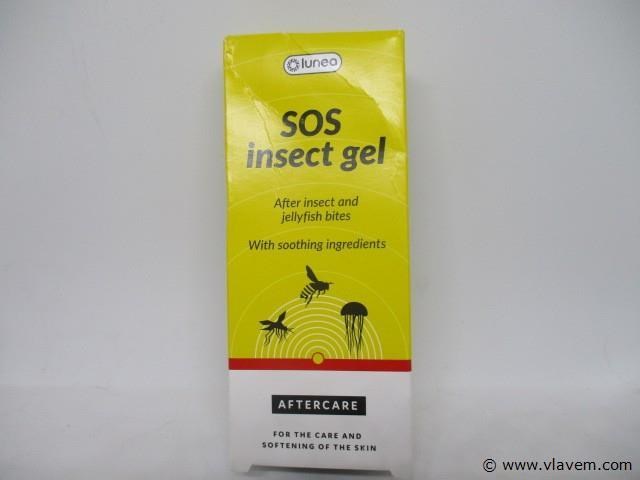 lunea
SOS
insect gel
After insect and
jellyfish bites
With soothing ingredients
AFTERCARE
FOR THE CARE AND
SOFTENING OF THE SKIN
© www.vlavem.com